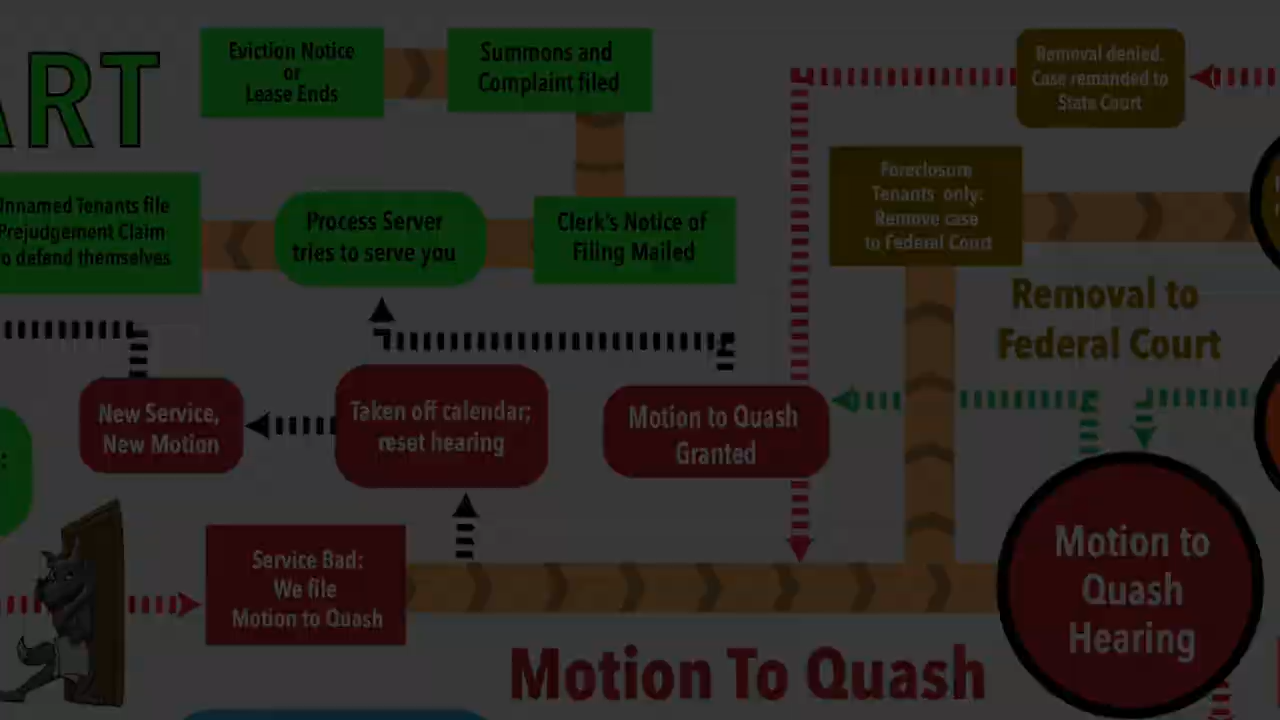 ART
Eviction Notice
or
Lease Ends
Summons and
Complaint filed
Removal denied.
Case remanded to
State Court
Unnamed Tenants file
Prejudgement Claim
to defend themselves
Process Server
tries to serve you
Clerk's Notice of
Filing Mailed
Foreclosure
Tenants only:
Remove case
to Federal Court
Removal to
Federal Court
New Service,
New Motion
Taken off calendar;
reset hearing
Motion to Quash
Granted
Service Bad:
We file
Motion to Quash
Motion to
Quash
Hearing
Motion To Quash